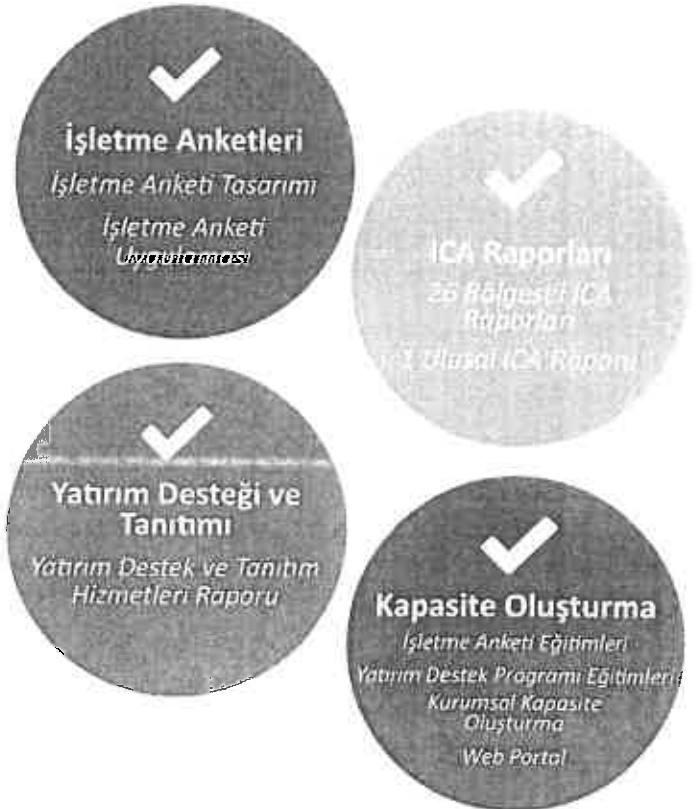 İşletme Anketleri
İşletme Anketi Tasarımı
İşletme Anketi
Uygulaması
ICA Raporları
26 Bölgesel ICA
Raporları
1 Ulusal ICA Raporu
Yatırım Desteği ve
Tanıtımı
Yatırım Destek ve Tanıtım
Hizmetleri Raporu
Kapasite Oluşturma
İşletme Anketi Eğitimleri
Yatırım Destek Programı Eğitimleri
Kurumsal Kapasite
Oluşturma
Web Portal